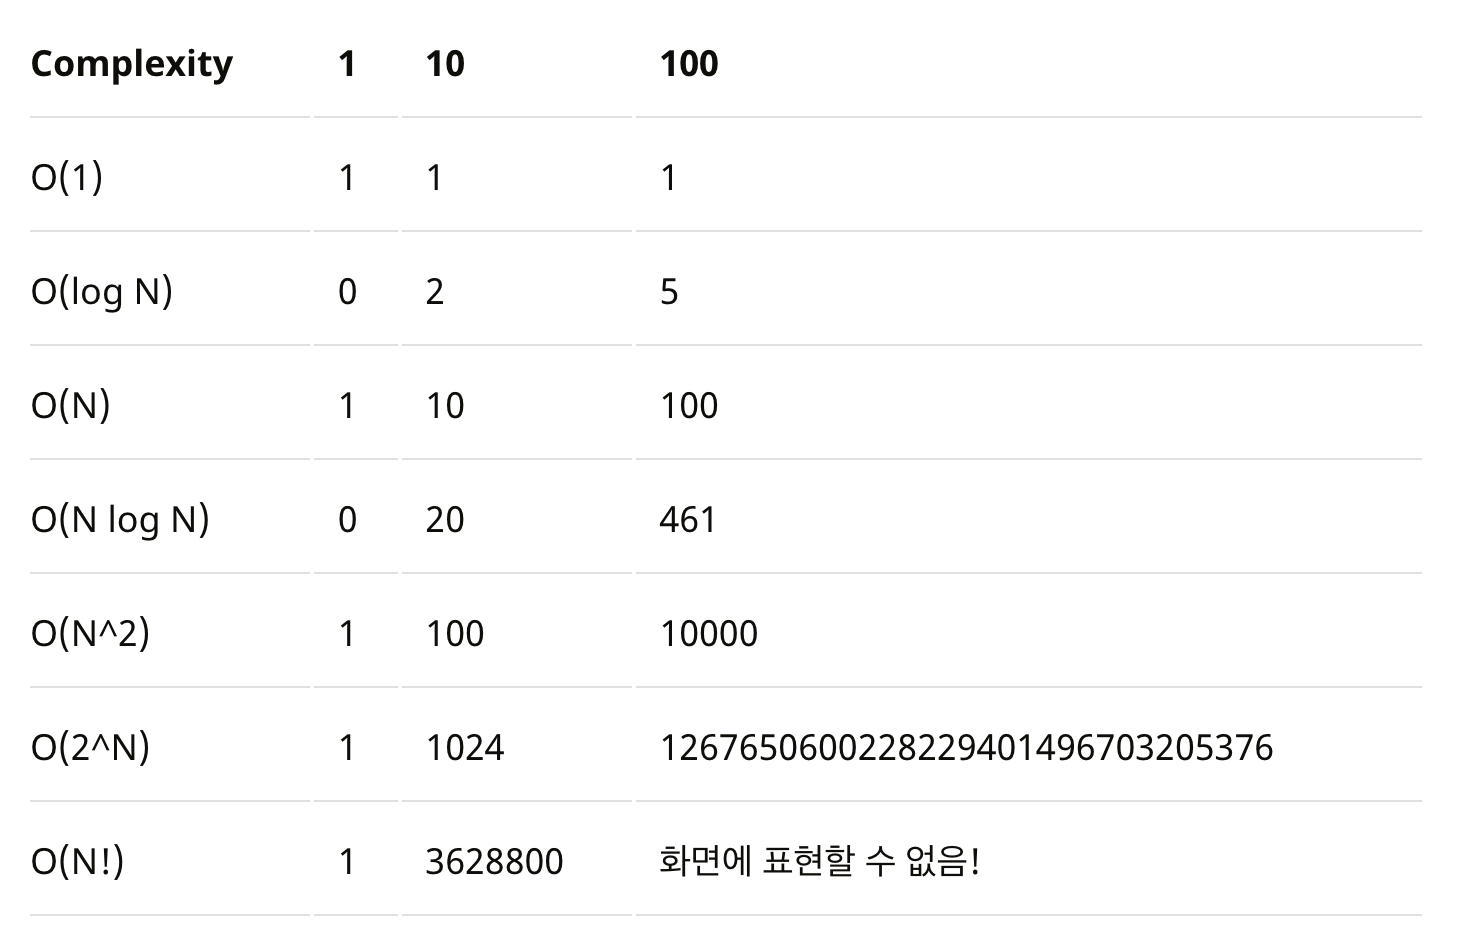 Complexity 1 10 100
O(1) 1 1 1
O(log N) 0 2 5
O(N) 1 10 100
O(N log N) 0 20 461
O(N^2) 1 100 10000
O(2^N) 1 1024 1267650600228229401496703205376
O(N!) 1 3628800 화면에 표현할 수 없음!